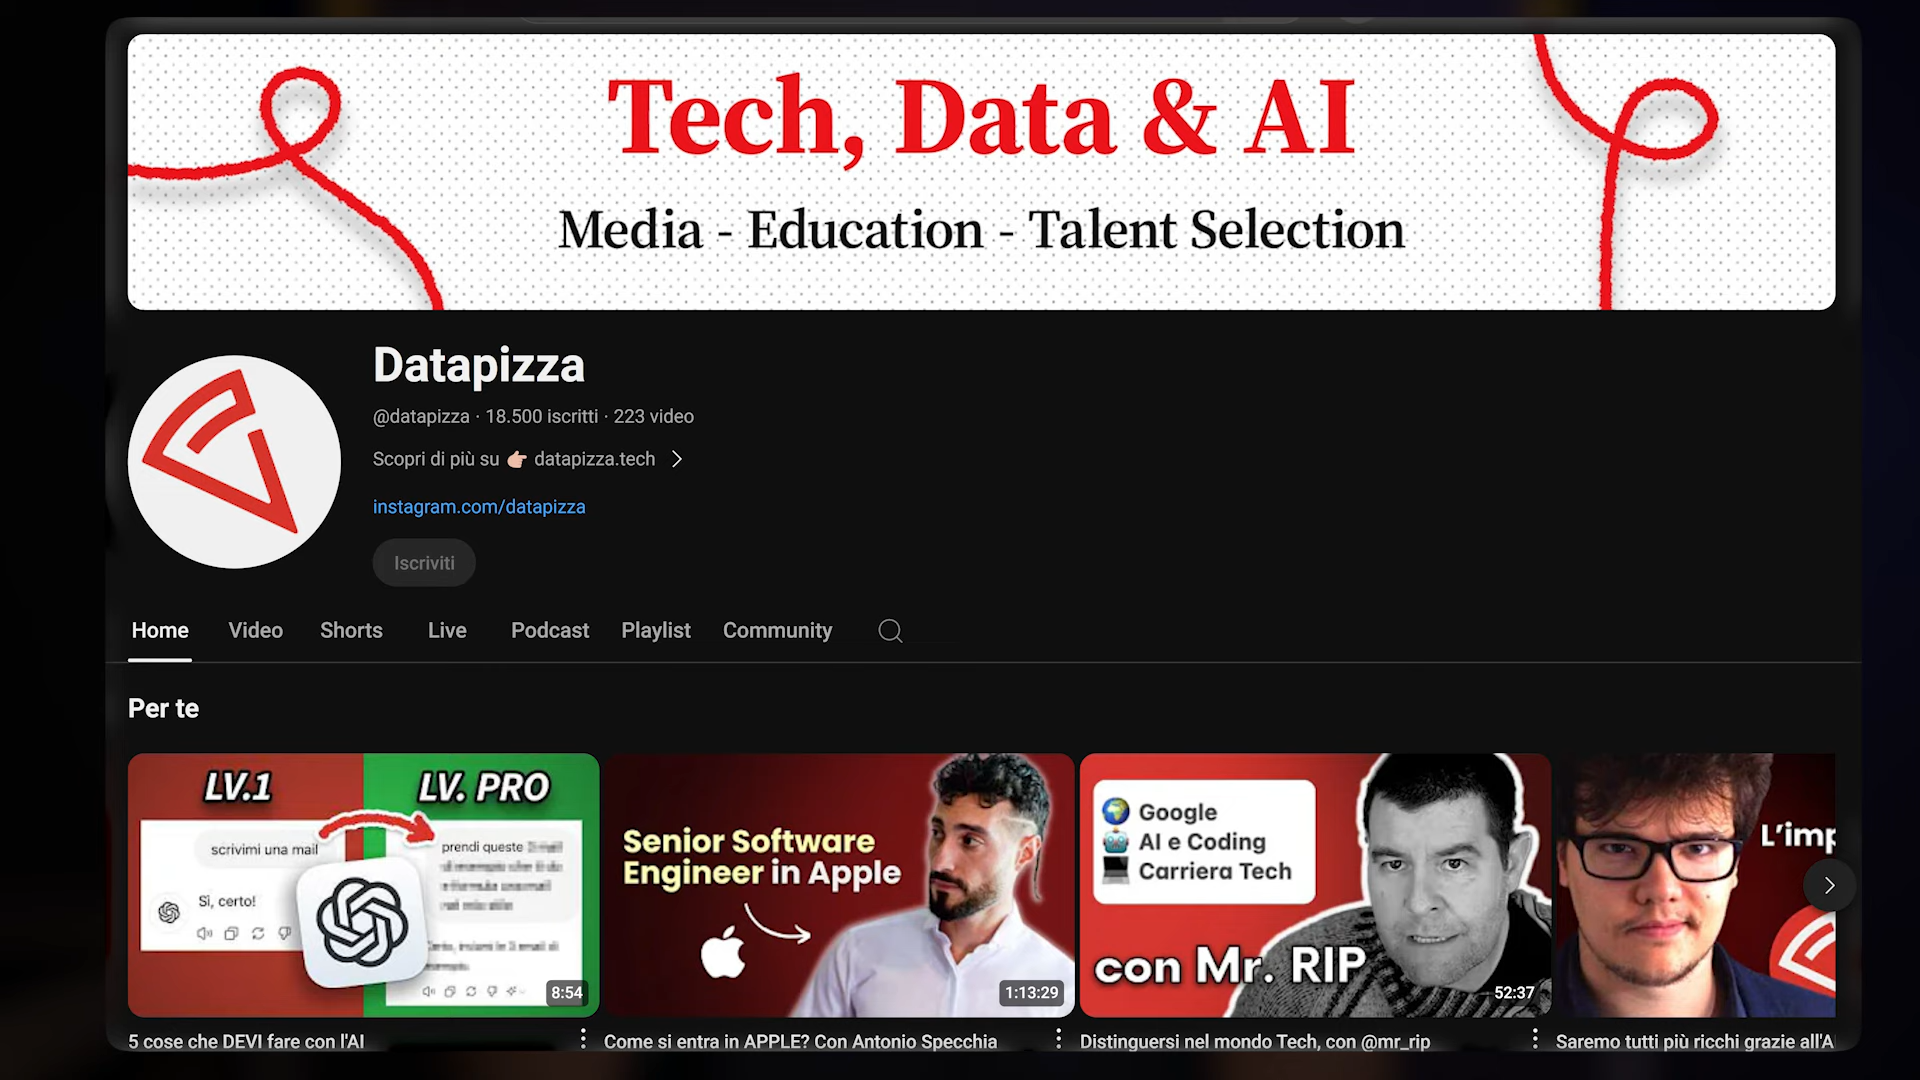 Tech, Data & AI
Media - Education - Talent Selection
Datapizza
@datapizza · 18.500 iscritti · 223 video
Scopri di più su 👉 datapizza.tech
instagram.com/datapizza
Iscriviti
Home Video Shorts Live Podcast Playlist Community
Per te
LV.1
LV. PRO
scrivimi una mail
Sì, certo!
prendi queste
8:54
Senior Software
Engineer in Apple
1:13:29
Google
AI e Coding
Carriera Tech
con Mr. RIP
52:37
L'imp
5 cose che DEVI fare con l'AI
Come si entra in APPLE? Con Antonio Specchia
Distinguersi nel mondo Tech, con @mr_rip
Saremo tutti più ricchi grazie all'A